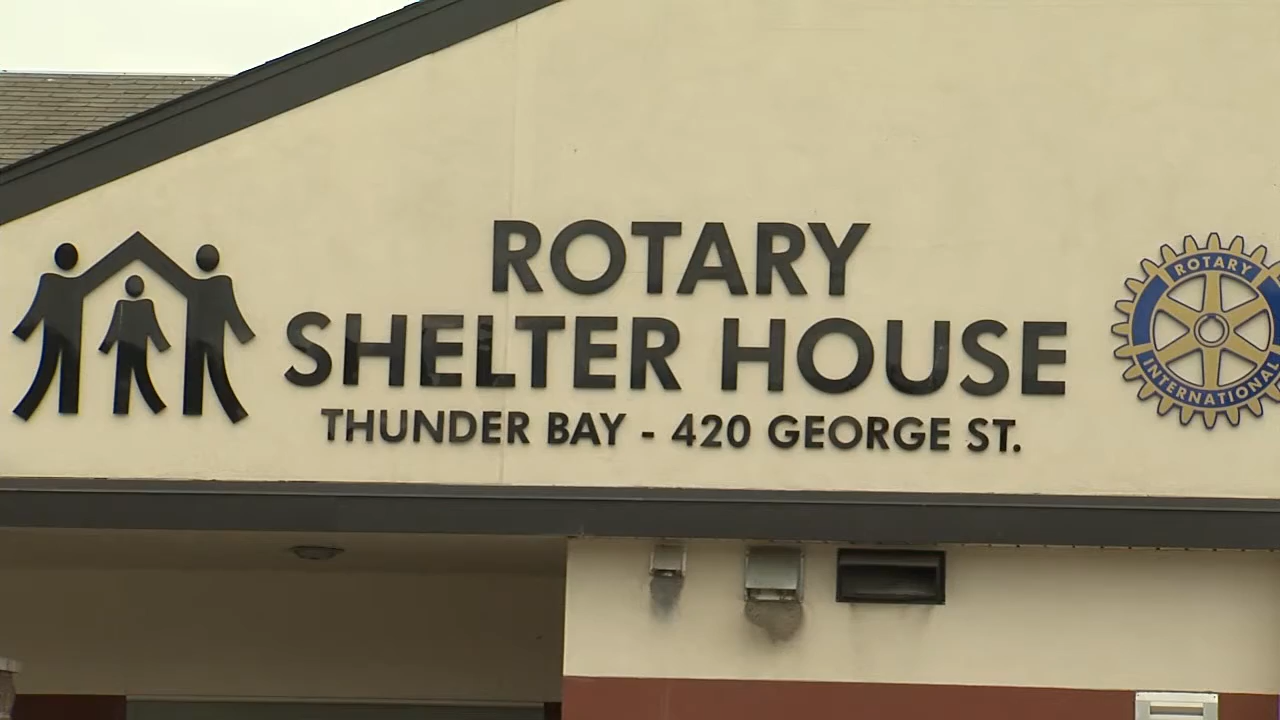 ROTARY
SHELTER HOUSE
THUNDER BAY - 420 GEORGE ST.
ROTARY
INTERNATIONAL